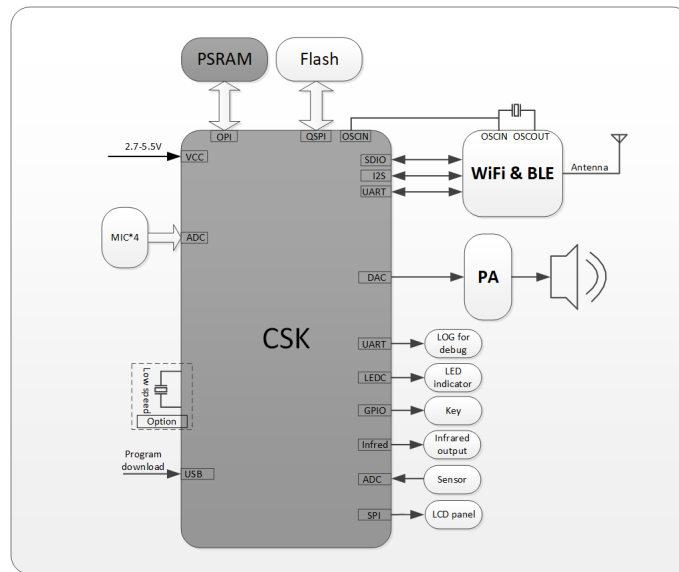 PSRAM
Flash
OPI
QSPI
OSCIN
OSCIN
OSCOUT
2.7-5.5V
VCC
SDIO
I2S
UART
WiFi & BLE
Antenna
MIC*4
ADC
DAC
PA
CSK
UART
LOG for
debug
LEDC
LED
indicator
GPIO
Key
Low speed
Option
Infred
Infrared
output
Program
download
USB
ADC
Sensor
SPI
LCD panel